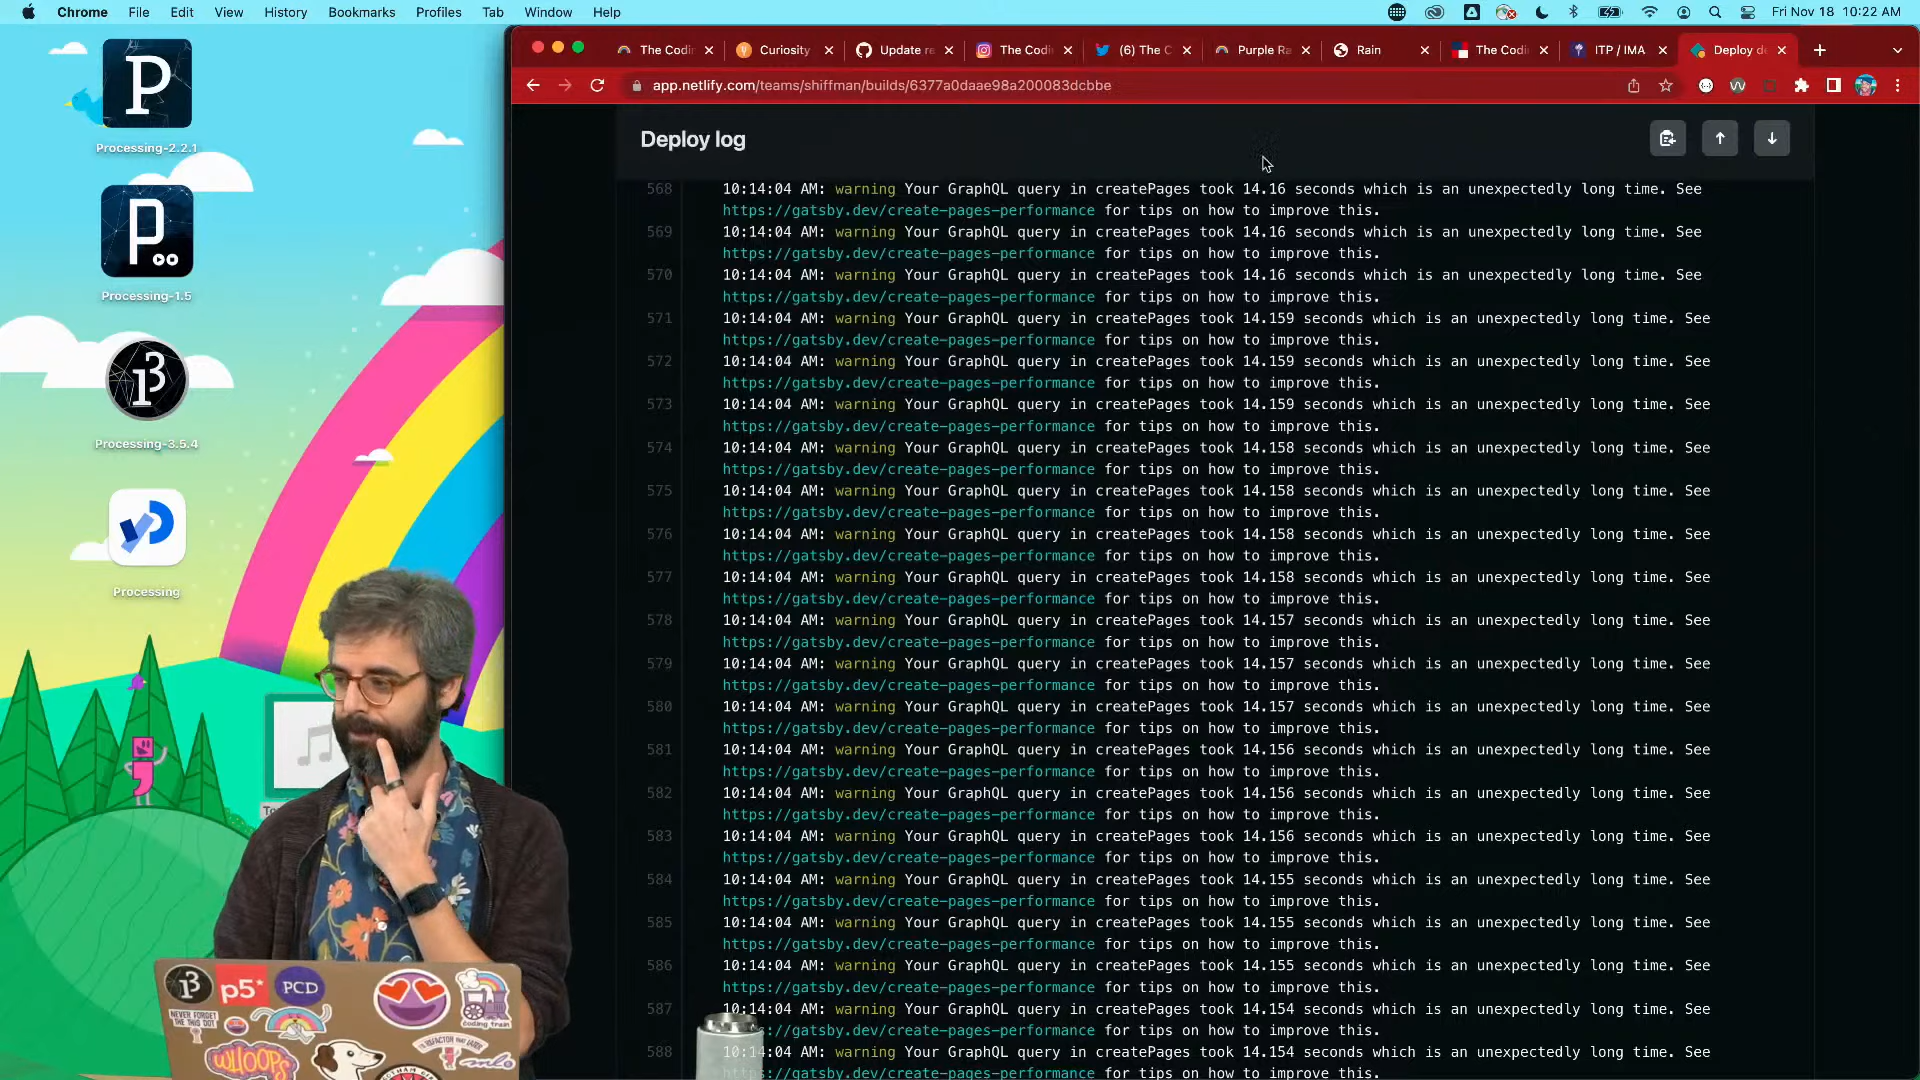 Chrome File Edit View History Bookmarks Profiles Tab Window Help
Fri Nov 18 10:22 AM
The Codi
Curiosity
Update re
The Codi
(6) The C
Purple Ra
Rain
The Codi
ITP / IMA
Deploy de
app.netlify.com/teams/shiffman/builds/6377a0daae98a200083dcbbe
Processing-2.2.1
Processing-1.5
Processing-3.5.4
Processing
Deploy log
568 10:14:04 AM: warning Your GraphQL query in createPages took 14.16 seconds which is an unexpectedly long time. See
https://gatsby.dev/create-pages-performance for tips on how to improve this.
569 10:14:04 AM: warning Your GraphQL query in createPages took 14.16 seconds which is an unexpectedly long time. See
https://gatsby.dev/create-pages-performance for tips on how to improve this.
570 10:14:04 AM: warning Your GraphQL query in createPages took 14.16 seconds which is an unexpectedly long time. See
https://gatsby.dev/create-pages-performance for tips on how to improve this.
571 10:14:04 AM: warning Your GraphQL query in createPages took 14.159 seconds which is an unexpectedly long time. See
https://gatsby.dev/create-pages-performance for tips on how to improve this.
572 10:14:04 AM: warning Your GraphQL query in createPages took 14.159 seconds which is an unexpectedly long time. See
https://gatsby.dev/create-pages-performance for tips on how to improve this.
573 10:14:04 AM: warning Your GraphQL query in createPages took 14.159 seconds which is an unexpectedly long time. See
https://gatsby.dev/create-pages-performance for tips on how to improve this.
574 10:14:04 AM: warning Your GraphQL query in createPages took 14.158 seconds which is an unexpectedly long time. See
https://gatsby.dev/create-pages-performance for tips on how to improve this.
575 10:14:04 AM: warning Your GraphQL query in createPages took 14.158 seconds which is an unexpectedly long time. See
https://gatsby.dev/create-pages-performance for tips on how to improve this.
576 10:14:04 AM: warning Your GraphQL query in createPages took 14.158 seconds which is an unexpectedly long time. See
https://gatsby.dev/create-pages-performance for tips on how to improve this.
577 10:14:04 AM: warning Your GraphQL query in createPages took 14.158 seconds which is an unexpectedly long time. See
https://gatsby.dev/create-pages-performance for tips on how to improve this.
578 10:14:04 AM: warning Your GraphQL query in createPages took 14.157 seconds which is an unexpectedly long time. See
https://gatsby.dev/create-pages-performance for tips on how to improve this.
579 10:14:04 AM: warning Your GraphQL query in createPages took 14.157 seconds which is an unexpectedly long time. See
https://gatsby.dev/create-pages-performance for tips on how to improve this.
580 10:14:04 AM: warning Your GraphQL query in createPages took 14.157 seconds which is an unexpectedly long time. See
https://gatsby.dev/create-pages-performance for tips on how to improve this.
581 10:14:04 AM: warning Your GraphQL query in createPages took 14.156 seconds which is an unexpectedly long time. See
https://gatsby.dev/create-pages-performance for tips on how to improve this.
582 10:14:04 AM: warning Your GraphQL query in createPages took 14.156 seconds which is an unexpectedly long time. See
https://gatsby.dev/create-pages-performance for tips on how to improve this.
583 10:14:04 AM: warning Your GraphQL query in createPages took 14.156 seconds which is an unexpectedly long time. See
https://gatsby.dev/create-pages-performance for tips on how to improve this.
584 10:14:04 AM: warning Your GraphQL query in createPages took 14.155 seconds which is an unexpectedly long time. See
https://gatsby.dev/create-pages-performance for tips on how to improve this.
585 10:14:04 AM: warning Your GraphQL query in createPages took 14.155 seconds which is an unexpectedly long time. See
https://gatsby.dev/create-pages-performance for tips on how to improve this.
586 10:14:04 AM: warning Your GraphQL query in createPages took 14.155 seconds which is an unexpectedly long time. See
https://gatsby.dev/create-pages-performance for tips on how to improve this.
587 10:14:04 AM: warning Your GraphQL query in createPages took 14.154 seconds which is an unexpectedly long time. See
s://gatsby.dev/create-pages-performance for tips on how to improve this.
588 10:14:04 AM: warning Your GraphQL query in createPages took 14.154 seconds which is an unexpectedly long time. See
https://gatsby.dev/create-pages-performance for tips on how to improve this.
p5*
PCD
NEVER FORGET
THE THIS DOT
coding train
WHOOPS